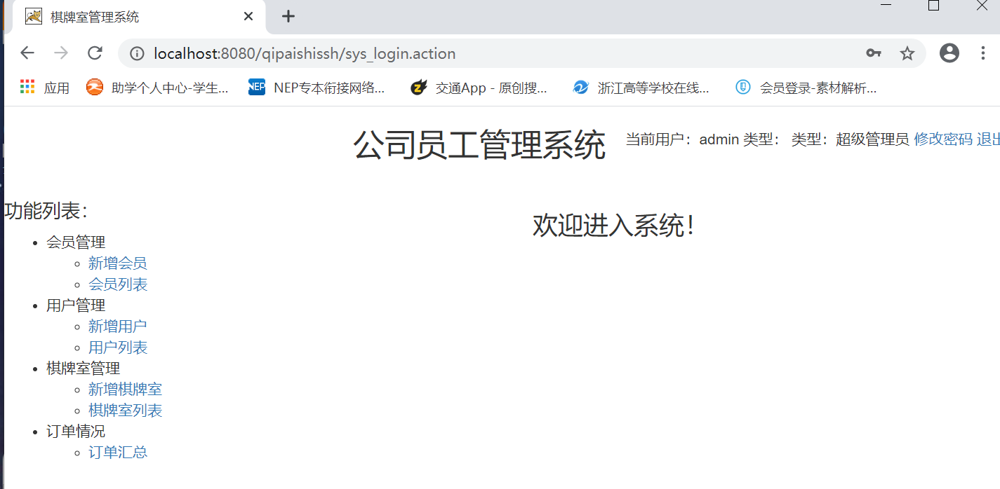 棋牌室管理系统
localhost:8080/qipaishissh/sys_login.action
应用 助学个人中心-学生... NEP NEP专本衔接网络... 交通App - 原创搜... 浙江高等学校在线... 会员登录-素材解析...
公司员工管理系统 当前用户：admin 类型： 类型：超级管理员 修改密码 退出
功能列表：
欢迎进入系统！
会员管理
新增会员
会员列表
用户管理
新增用户
用户列表
棋牌室管理
新增棋牌室
棋牌室列表
订单情况
订单汇总